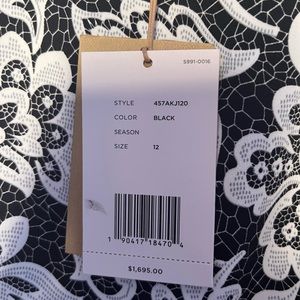 S991-0016
STYLE 457AKJ120
COLOR BLACK
SEASON
SIZE 12
1 90417 18470 4
$1,695.00